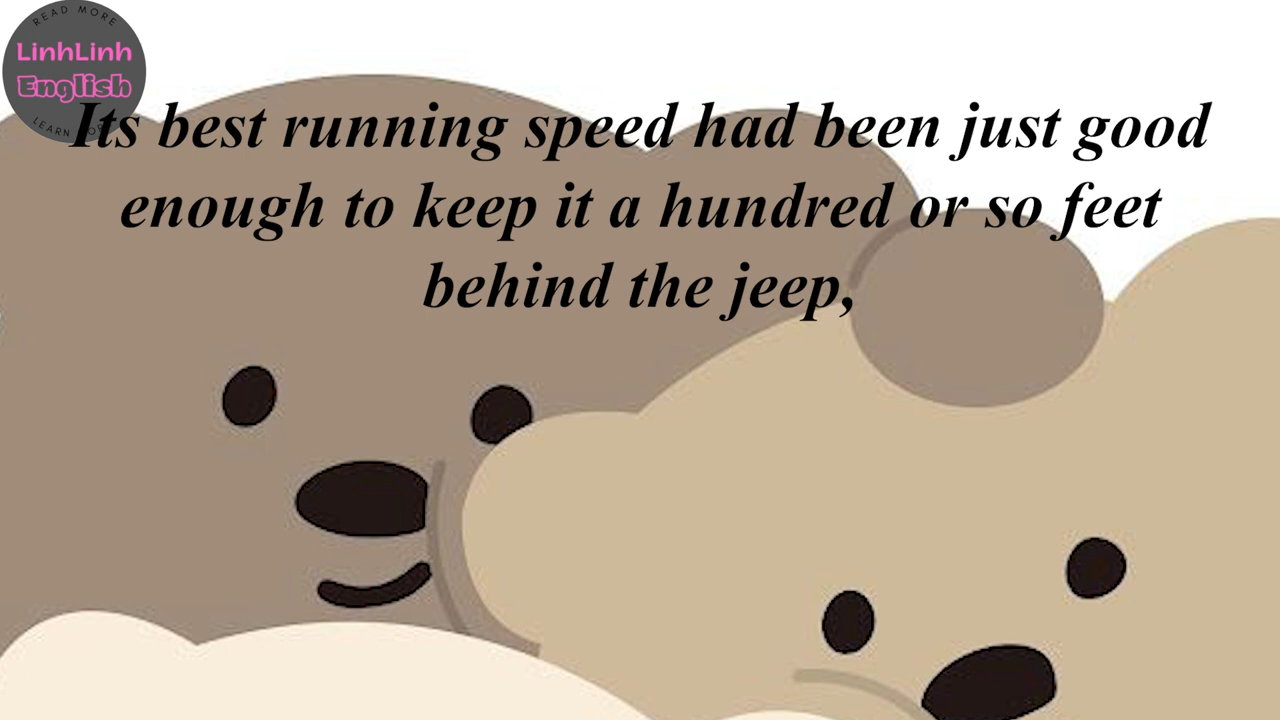 READ MORE
LinhLinh
English
LEARN MORE
Its best running speed had been just good
enough to keep it a hundred or so feet
behind the jeep,